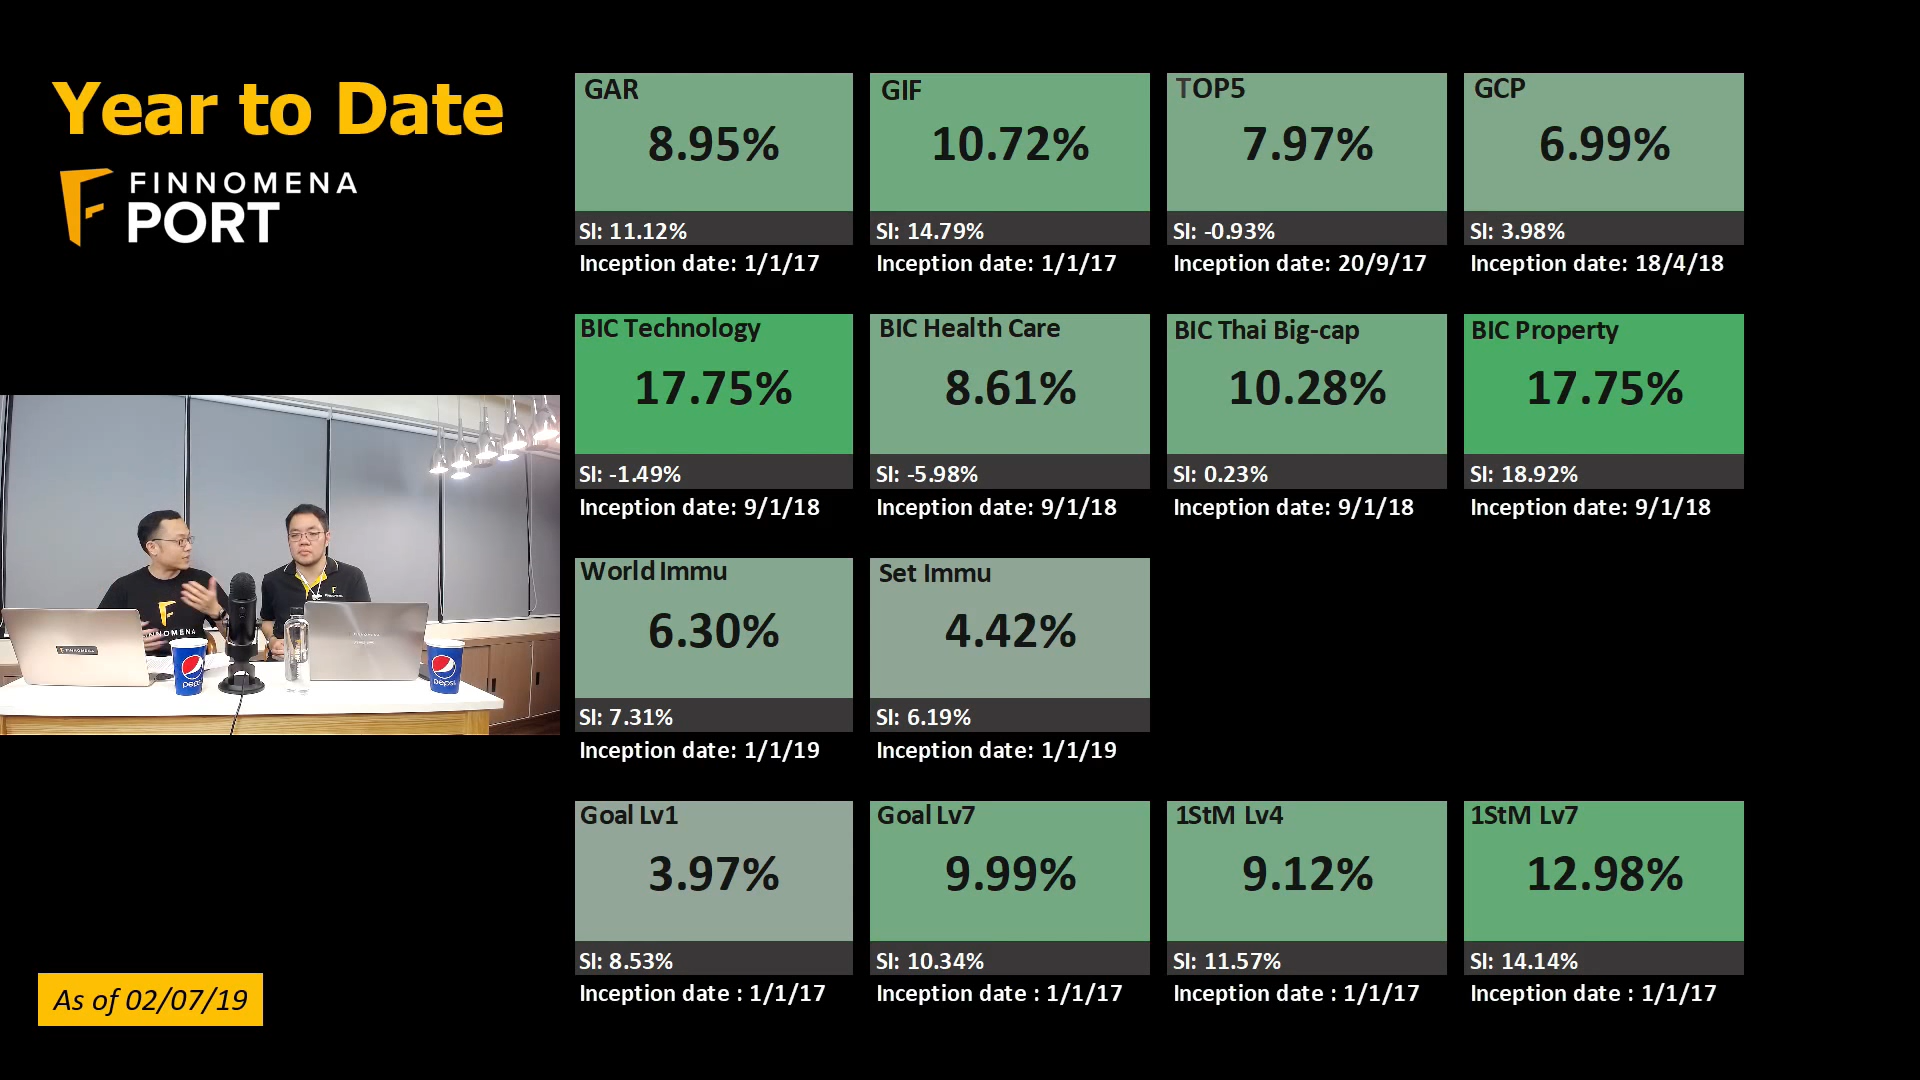 Year to Date
FINNOMENA
PORT
GAR
8.95%
SI: 11.12%
Inception date: 1/1/17
GIF
10.72%
SI: 14.79%
Inception date: 1/1/17
TOP5
7.97%
SI: -0.93%
Inception date: 20/9/17
GCP
6.99%
SI: 3.98%
Inception date: 18/4/18
BIC Technology
17.75%
SI: -1.49%
Inception date: 9/1/18
BIC Health Care
8.61%
SI: -5.98%
Inception date: 9/1/18
BIC Thai Big-cap
10.28%
SI: 0.23%
Inception date: 9/1/18
BIC Property
17.75%
SI: 18.92%
Inception date: 9/1/18
World Immu
6.30%
SI: 7.31%
Inception date: 1/1/19
Set Immu
4.42%
SI: 6.19%
Inception date: 1/1/19
Goal Lv1
3.97%
SI: 8.53%
Inception date : 1/1/17
Goal Lv7
9.99%
SI: 10.34%
Inception date : 1/1/17
1StM Lv4
9.12%
SI: 11.57%
Inception date : 1/1/17
1StM Lv7
12.98%
SI: 14.14%
Inception date : 1/1/17
FINNOMENA
pepsi
pepsi
As of 02/07/19